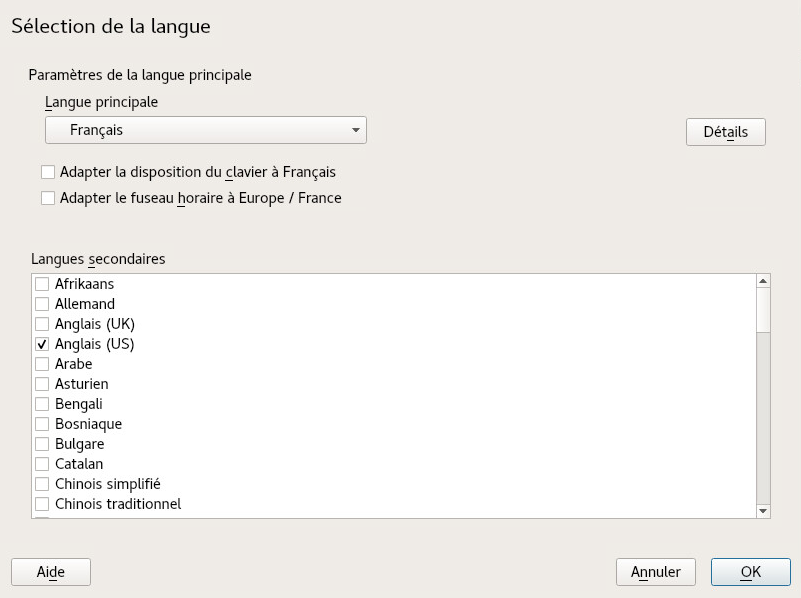 Sélection de la langue
Paramètres de la langue principale
Langue principale
Français
Détails
Adapter la disposition du clavier à Français
Adapter le fuseau horaire à Europe / France
Langues secondaires
Afrikaans
Allemand
Anglais (UK)
Anglais (US)
Arabe
Asturien
Bengali
Bosniaque
Bulgare
Catalan
Chinois simplifié
Chinois traditionnel
Aide
Annuler
OK